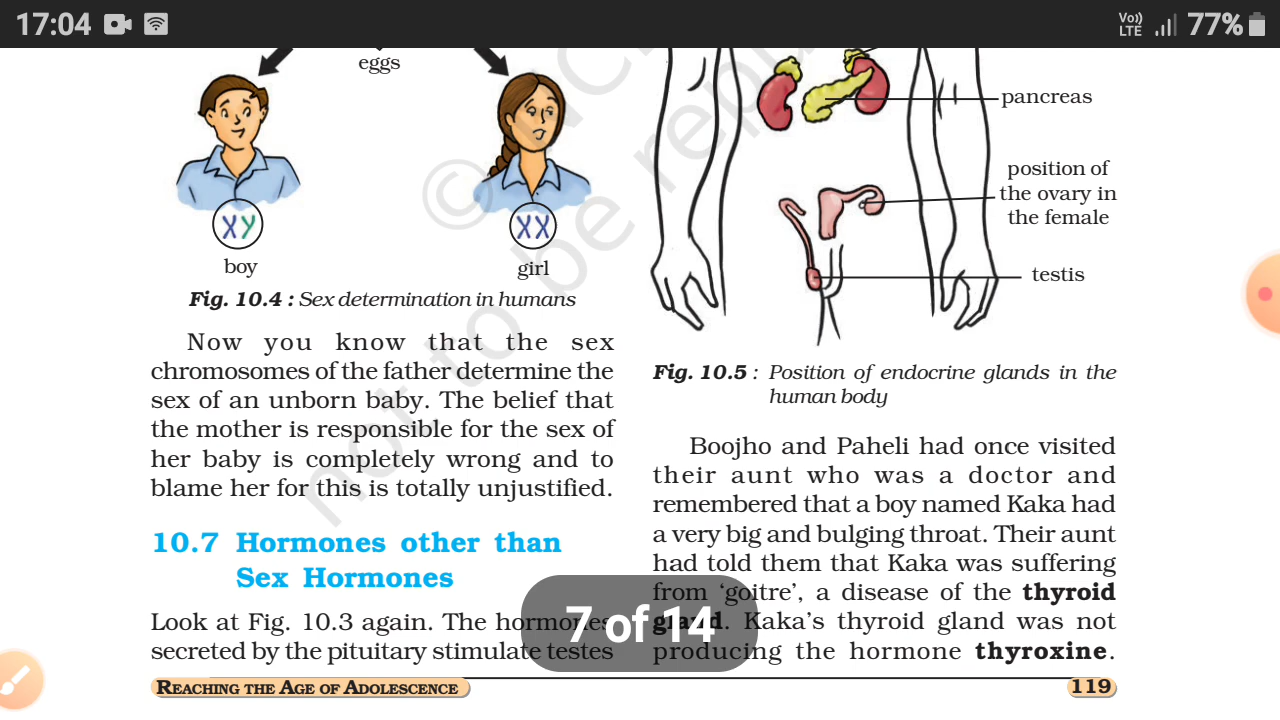 17:04
Vo))
LTE
77%
eggs
XY
XX
boy
girl
Fig. 10.4 : Sex determination in humans
Now you know that the sex
chromosomes of the father determine the
sex of an unborn baby. The belief that
the mother is responsible for the sex of
her baby is completely wrong and to
blame her for this is totally unjustified.
10.7 Hormones other than
Sex Hormones
Look at Fig. 10.3 again. The hormones
secreted by the pituitary stimulate testes
pancreas
position of
the ovary in
the female
testis
Fig. 10.5 : Position of endocrine glands in the
human body
Boojho and Paheli had once visited
their aunt who was a doctor and
remembered that a boy named Kaka had
a very big and bulging throat. Their aunt
had told them that Kaka was suffering
from ‘goitre’, a disease of the thyroid
gland. Kaka’s thyroid gland was not
producing the hormone thyroxine.
7 of 14
REACHING THE AGE OF ADOLESCENCE
119
not to be